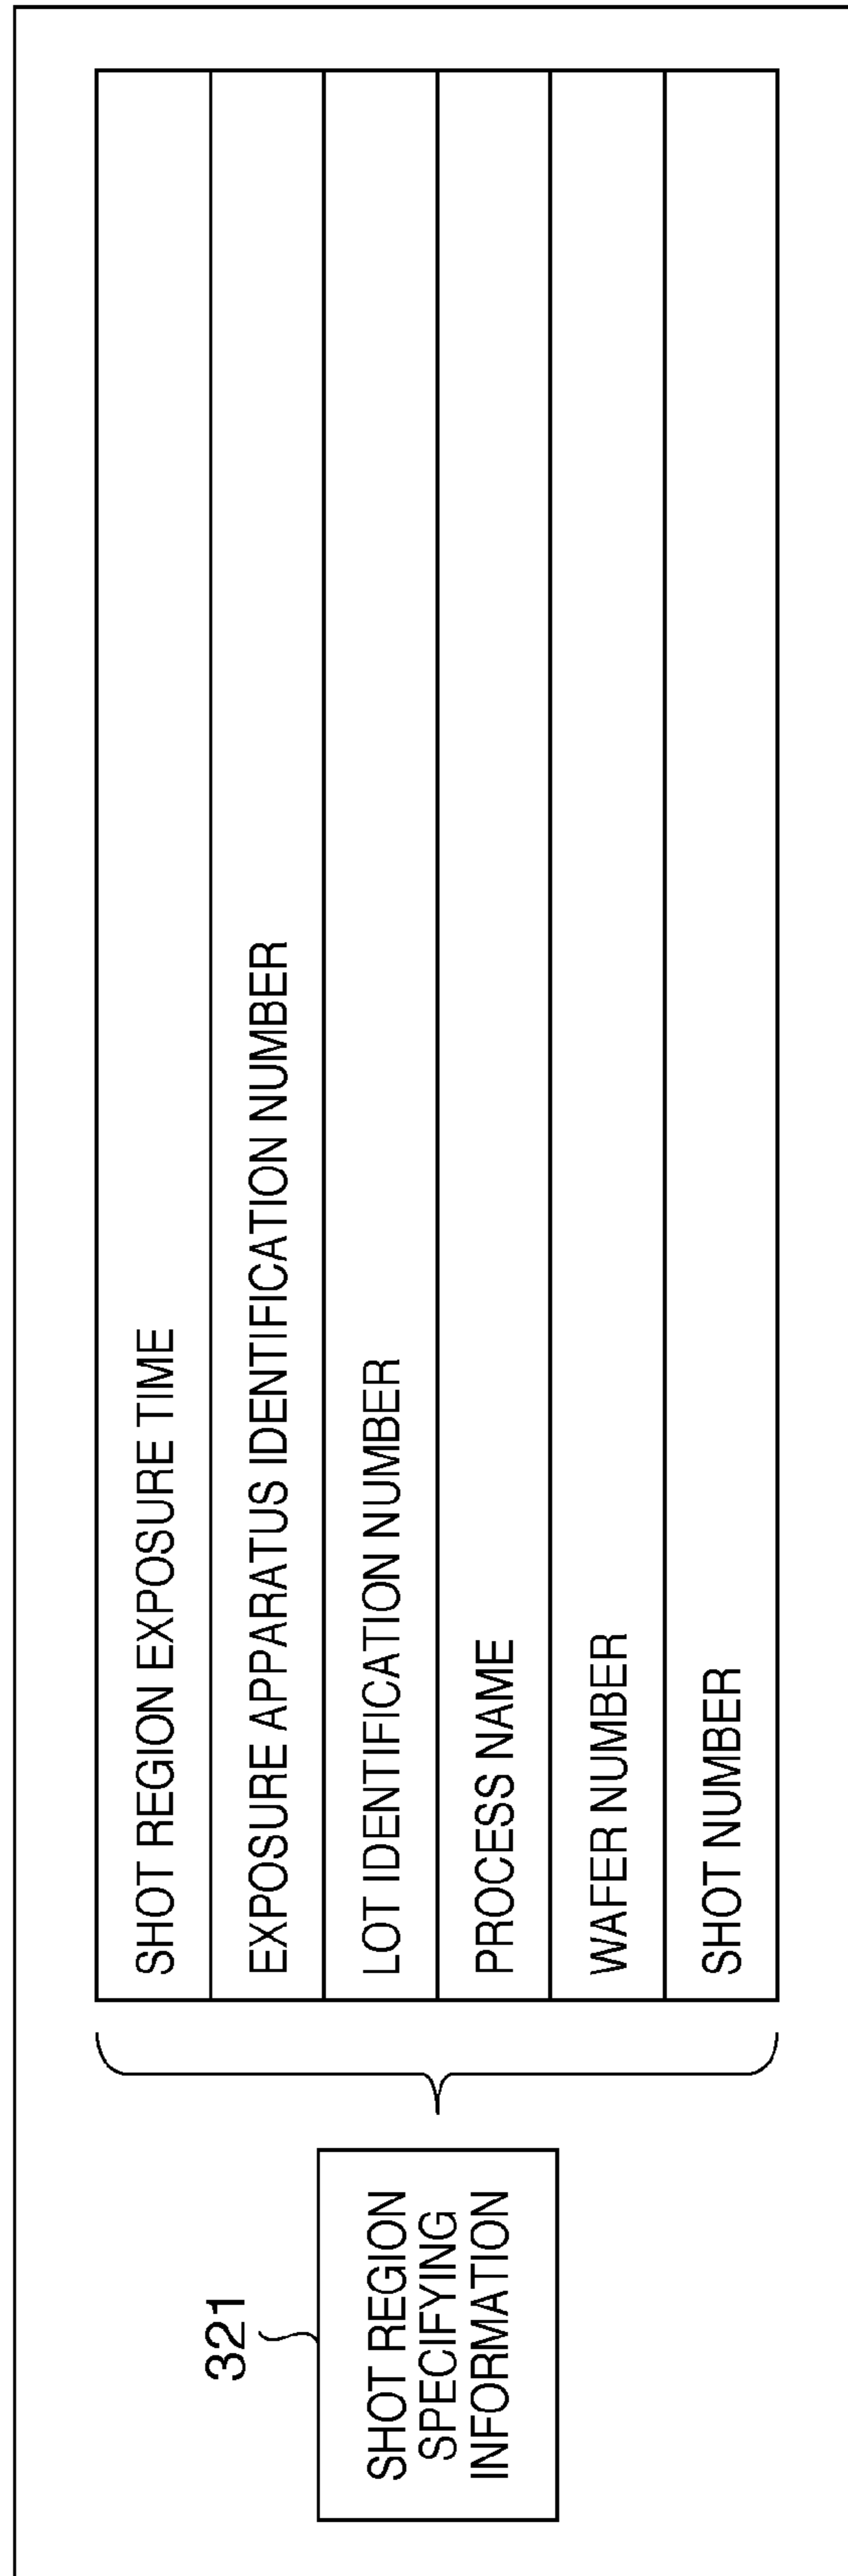 321
SHOT REGION
SPECIFYING
INFORMATION
SHOT REGION EXPOSURE TIME
EXPOSURE APPARATUS IDENTIFICATION NUMBER
LOT IDENTIFICATION NUMBER
PROCESS NAME
WAFER NUMBER
SHOT NUMBER